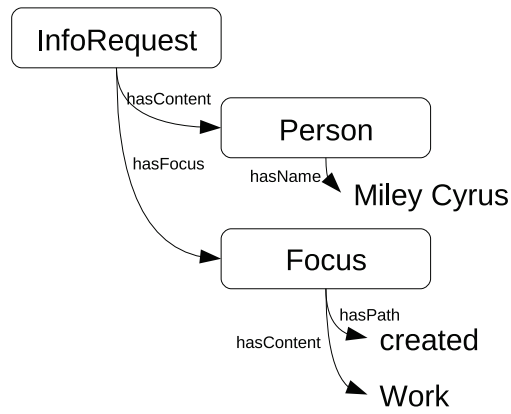 InfoRequest
hasContent
Person
hasFocus
hasName
Miley Cyrus
Focus
hasPath
created
hasContent
Work